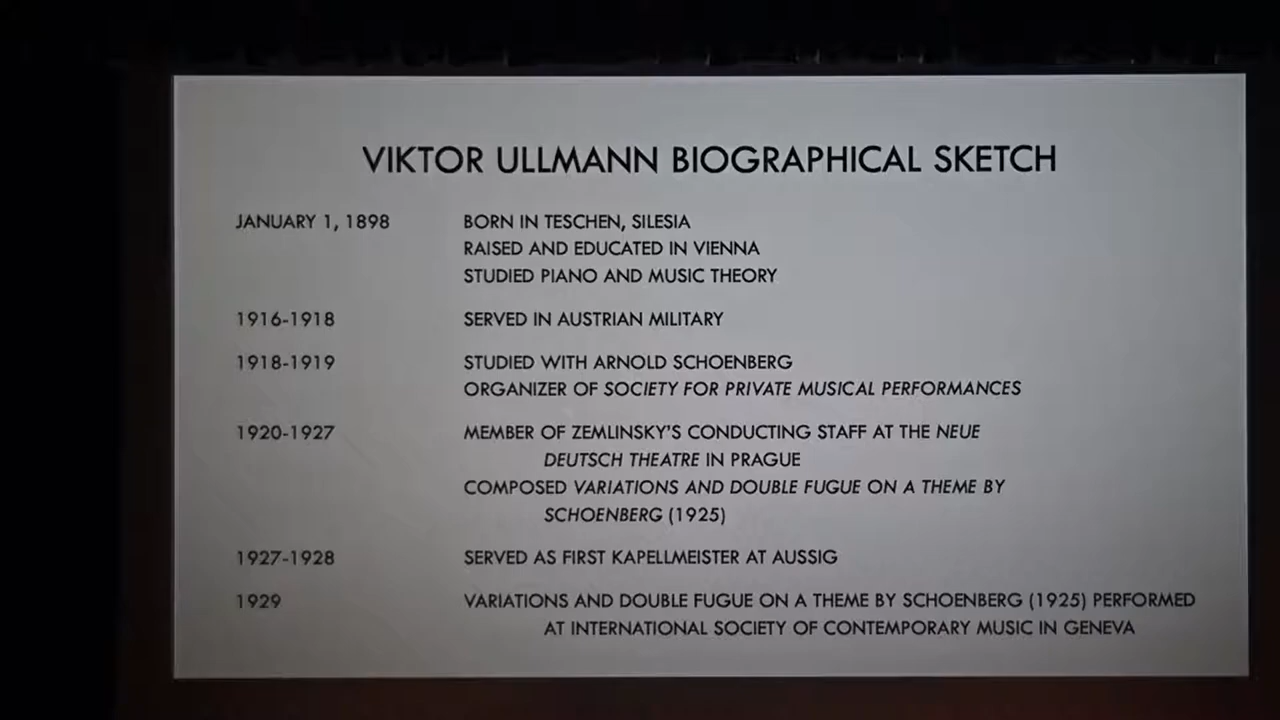 VIKTOR ULLMANN BIOGRAPHICAL SKETCH
JANUARY 1, 1898 BORN IN TESCHEN, SILESIA
RAISED AND EDUCATED IN VIENNA
STUDIED PIANO AND MUSIC THEORY
1916-1918 SERVED IN AUSTRIAN MILITARY
1918-1919 STUDIED WITH ARNOLD SCHOENBERG
ORGANIZER OF SOCIETY FOR PRIVATE MUSICAL PERFORMANCES
1920-1927 MEMBER OF ZEMLINSKY'S CONDUCTING STAFF AT THE NEUE
DEUTSCH THEATRE IN PRAGUE
COMPOSED VARIATIONS AND DOUBLE FUGUE ON A THEME BY
SCHOENBERG (1925)
1927-1928 SERVED AS FIRST KAPELLMEISTER AT AUSSIG
1929 VARIATIONS AND DOUBLE FUGUE ON A THEME BY SCHOENBERG (1925) PERFORMED
AT INTERNATIONAL SOCIETY OF CONTEMPORARY MUSIC IN GENEVA